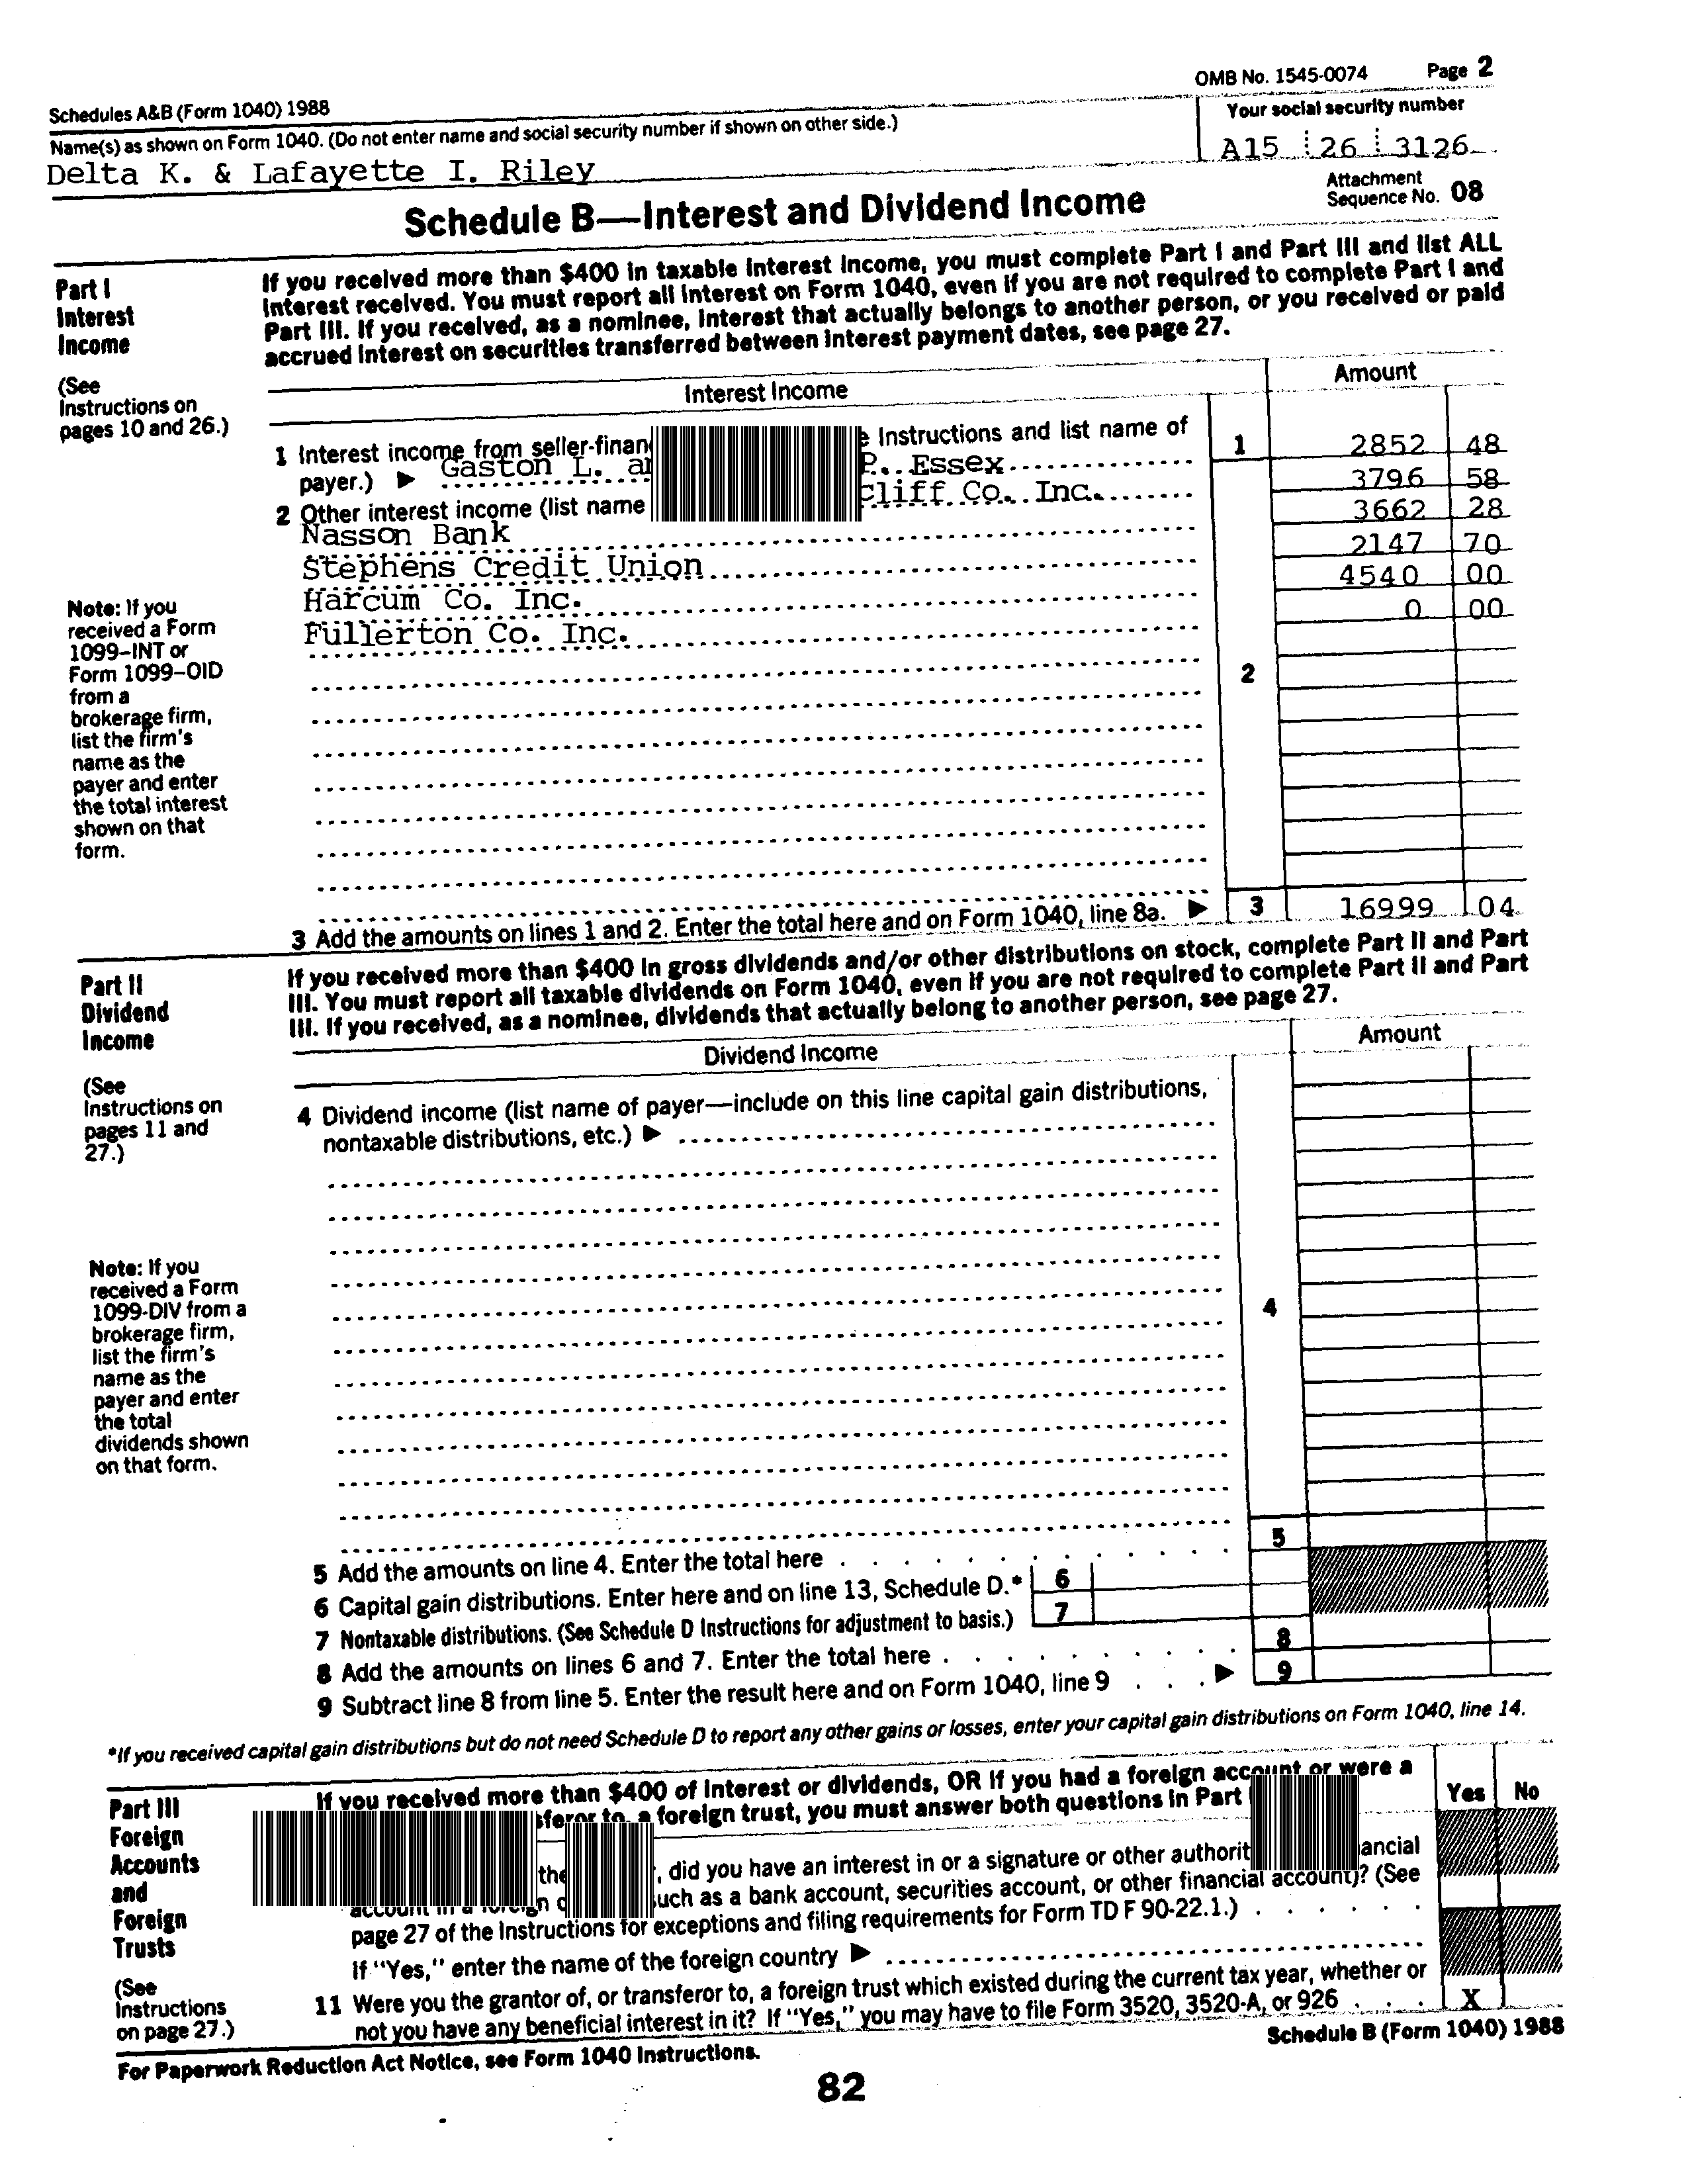 OMB No. 1545-0074 Page 2
Schedules A&B (Form 1040) 1988
Your social security number
Name(s) as shown on Form 1040. (Do not enter name and social security number if shown on other side.)
A15 26 3126
Delta K. & Lafayette I. Riley
Attachment
Sequence No. 08
Schedule B—Interest and Dividend Income
Part I
Interest
Income
(See
Instructions on
pages 10 and 26.)
Note: If you
received a Form
1099–INT or
Form 1099–OID
from a
brokerage firm,
list the firm's
name as the
payer and enter
the total interest
shown on that
form.
If you received more than $400 in taxable interest income, you must complete Part I and Part III and list ALL
interest received. You must report all interest on Form 1040, even if you are not required to complete Part I and
Part III. If you received, as a nominee, interest that actually belongs to another person, or you received or paid
accrued interest on securities transferred between interest payment dates, see page 27.
Interest Income
Amount
1 Interest income from Instructions and list name of
payer.) ▶ Gaston L. P. Essex
1 2852 48
2 Other interest income (list name Co. Inc.
3796 58
Nasson Bank 3662 28
Stephens Credit Union 2147 70
Harcum Co. Inc. 4540 00
Fullerton Co. Inc. 0 00
2
3 Add the amounts on lines 1 and 2. Enter the total here and on Form 1040, line 8a. ▶ 3 16999 04
Part II
Dividend
Income
(See
Instructions on
pages 11 and
27.)
Note: If you
received a Form
1099-DIV from a
brokerage firm,
list the firm's
name as the
payer and enter
the total
dividends shown
on that form.
If you received more than $400 in gross dividends and/or other distributions on stock, complete Part II and Part
III. You must report all taxable dividends on Form 1040, even if you are not required to complete Part II and Part
III. If you received, as a nominee, dividends that actually belong to another person, see page 27.
Dividend Income
Amount
4 Dividend income (list name of payer—include on this line capital gain distributions,
nontaxable distributions, etc.) ▶
4
5 Add the amounts on line 4. Enter the total here 5
6 Capital gain distributions. Enter here and on line 13, Schedule D.* 6
7 Nontaxable distributions. (See Schedule D Instructions for adjustment to basis.) 7
8 Add the amounts on lines 6 and 7. Enter the total here 8
9 Subtract line 8 from line 5. Enter the result here and on Form 1040, line 9 ▶ 9
*If you received capital gain distributions but do not need Schedule D to report any other gains or losses, enter your capital gain distributions on Form 1040, line 14.
Part III
Foreign
Accounts
and
Foreign
Trusts
(See
Instructions
on page 27.)
If you received more than $400 of interest or dividends, OR if you had a foreign account or were a
to, a foreign trust, you must answer both questions in Part
Yes No
the , did you have an interest in or a signature or other
account in a foreign such as a bank account, securities account, or other financial account)? (See
page 27 of the Instructions for exceptions and filing requirements for Form TD F 90-22.1.)
If "Yes," enter the name of the foreign country ▶
11 Were you the grantor of, or transferor to, a foreign trust which existed during the current tax year, whether or
not you have any beneficial interest in it? If "Yes," you may have to file Form 3520, 3520-A, or 926 X
For Paperwork Reduction Act Notice, see Form 1040 Instructions.
Schedule B (Form 1040) 1988
82